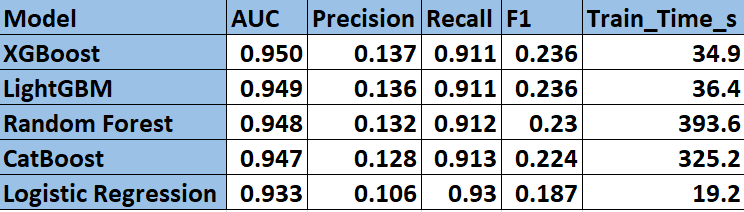 Model AUC Precision Recall F1 Train_Time_s
XGBoost 0.950 0.137 0.911 0.236 34.9
LightGBM 0.949 0.136 0.911 0.236 36.4
Random Forest 0.948 0.132 0.912 0.23 393.6
CatBoost 0.947 0.128 0.913 0.224 325.2
Logistic Regression 0.933 0.106 0.93 0.187 19.2